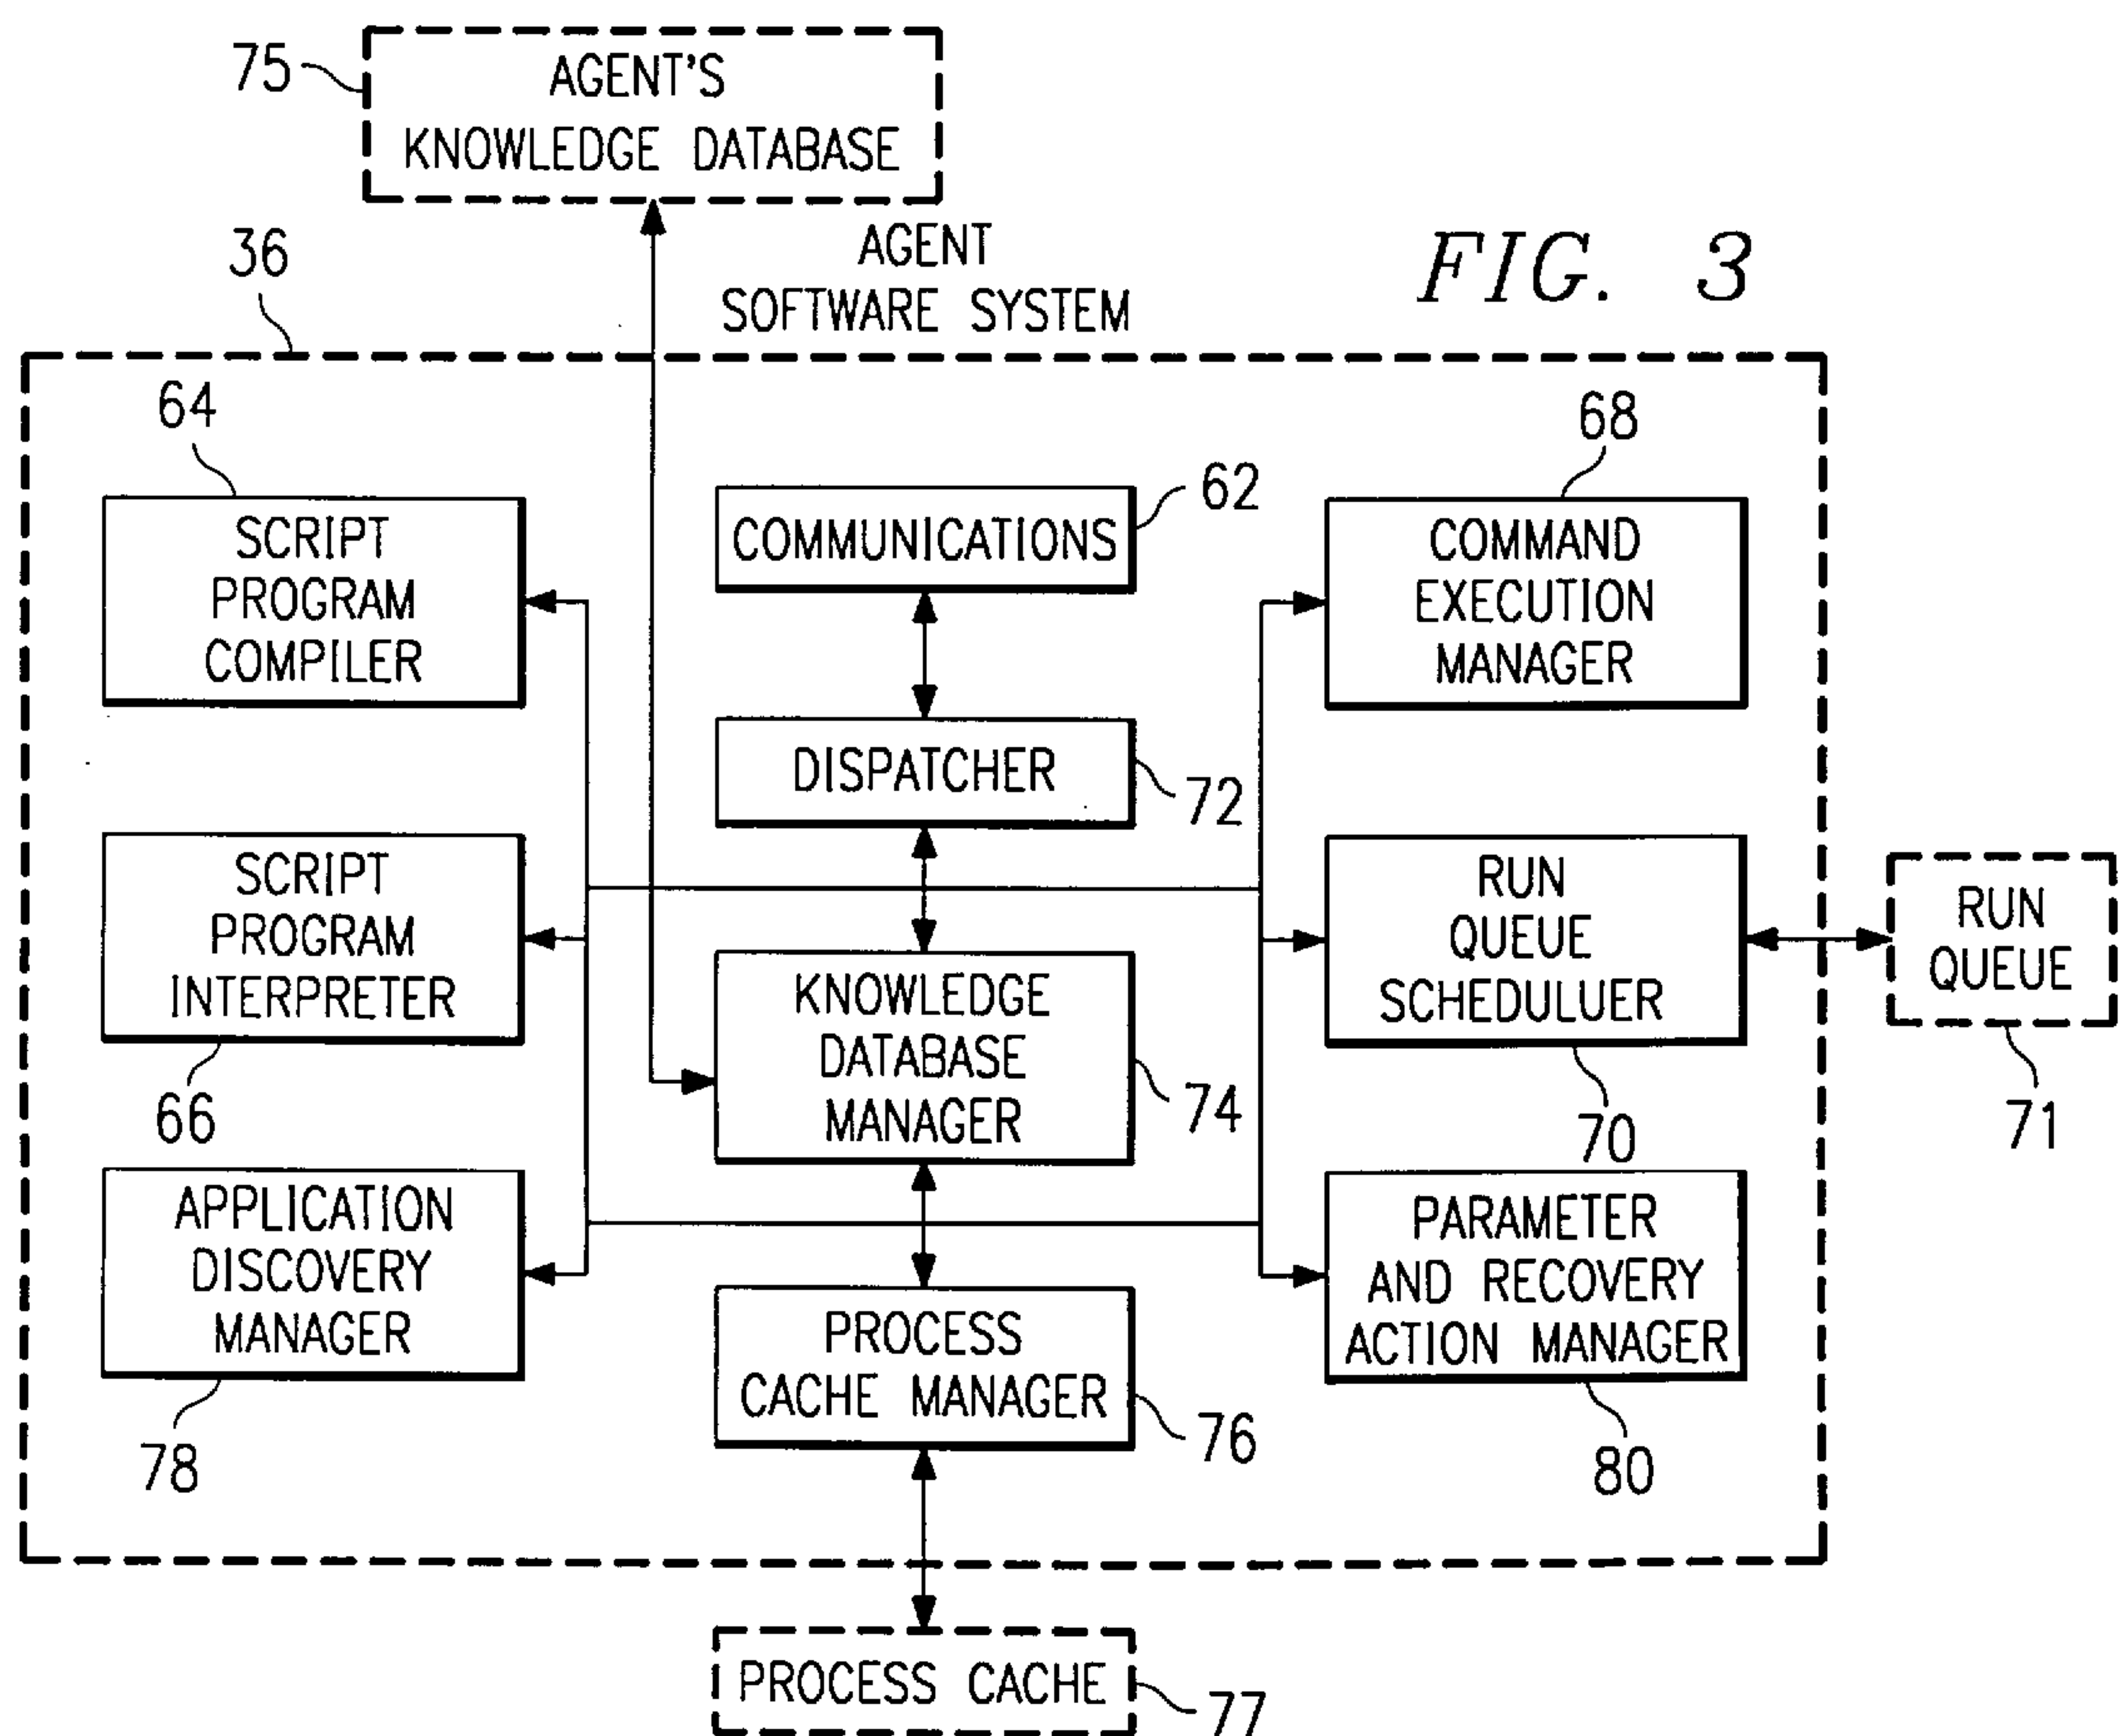 75
AGENT'S
KNOWLEDGE DATABASE
36
AGENT
SOFTWARE SYSTEM
FIG. 3
64
SCRIPT
PROGRAM
COMPILER
COMMUNICATIONS
62
68
COMMAND
EXECUTION
MANAGER
DISPATCHER
72
SCRIPT
PROGRAM
INTERPRETER
66
KNOWLEDGE
DATABASE
MANAGER
74
RUN
QUEUE
SCHEDULUER
70
RUN
QUEUE
71
APPLICATION
DISCOVERY
MANAGER
78
PROCESS
CACHE MANAGER
76
PARAMETER
AND RECOVERY
ACTION MANAGER
80
PROCESS CACHE
77